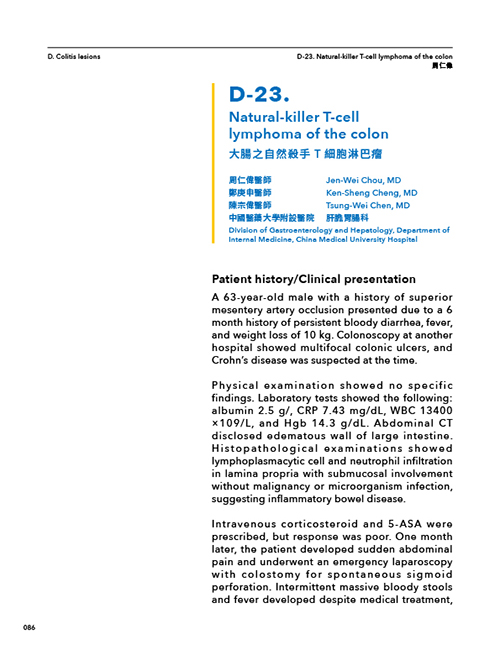 D. Colitis lesions
D-23. Natural-killer T-cell lymphoma of the colon
周仁偉
D-23.
Natural-killer T-cell
lymphoma of the colon
大腸之自然殺手 T 細胞淋巴瘤
周仁偉醫師 Jen-Wei Chou, MD
鄭庚申醫師 Ken-Sheng Cheng, MD
陳宗偉醫師 Tsung-Wei Chen, MD
中國醫藥大學附設醫院 肝膽胃腸科
Division of Gastroenterology and Hepatology, Department of
Internal Medicine, China Medical University Hospital
Patient history/Clinical presentation
A 63-year-old male with a history of superior
mesentery artery occlusion presented due to a 6
month history of persistent bloody diarrhea, fever,
and weight loss of 10 kg. Colonoscopy at another
hospital showed multifocal colonic ulcers, and
Crohn's disease was suspected at the time.
Physical examination showed no specific
findings. Laboratory tests showed the following:
albumin 2.5 g/, CRP 7.43 mg/dL, WBC 13400
×109/L, and Hgb 14.3 g/dL. Abdominal CT
disclosed edematous wall of large intestine.
Histopathological examinations showed
lymphoplasmacytic cell and neutrophil infiltration
in lamina propria with submucosal involvement
without malignancy or microorganism infection,
suggesting inflammatory bowel disease.
Intravenous corticosteroid and 5-ASA were
prescribed, but response was poor. One month
later, the patient developed sudden abdominal
pain and underwent an emergency laparoscopy
with colostomy for spontaneous sigmoid
perforation. Intermittent massive bloody stools
and fever developed despite medical treatment,
086